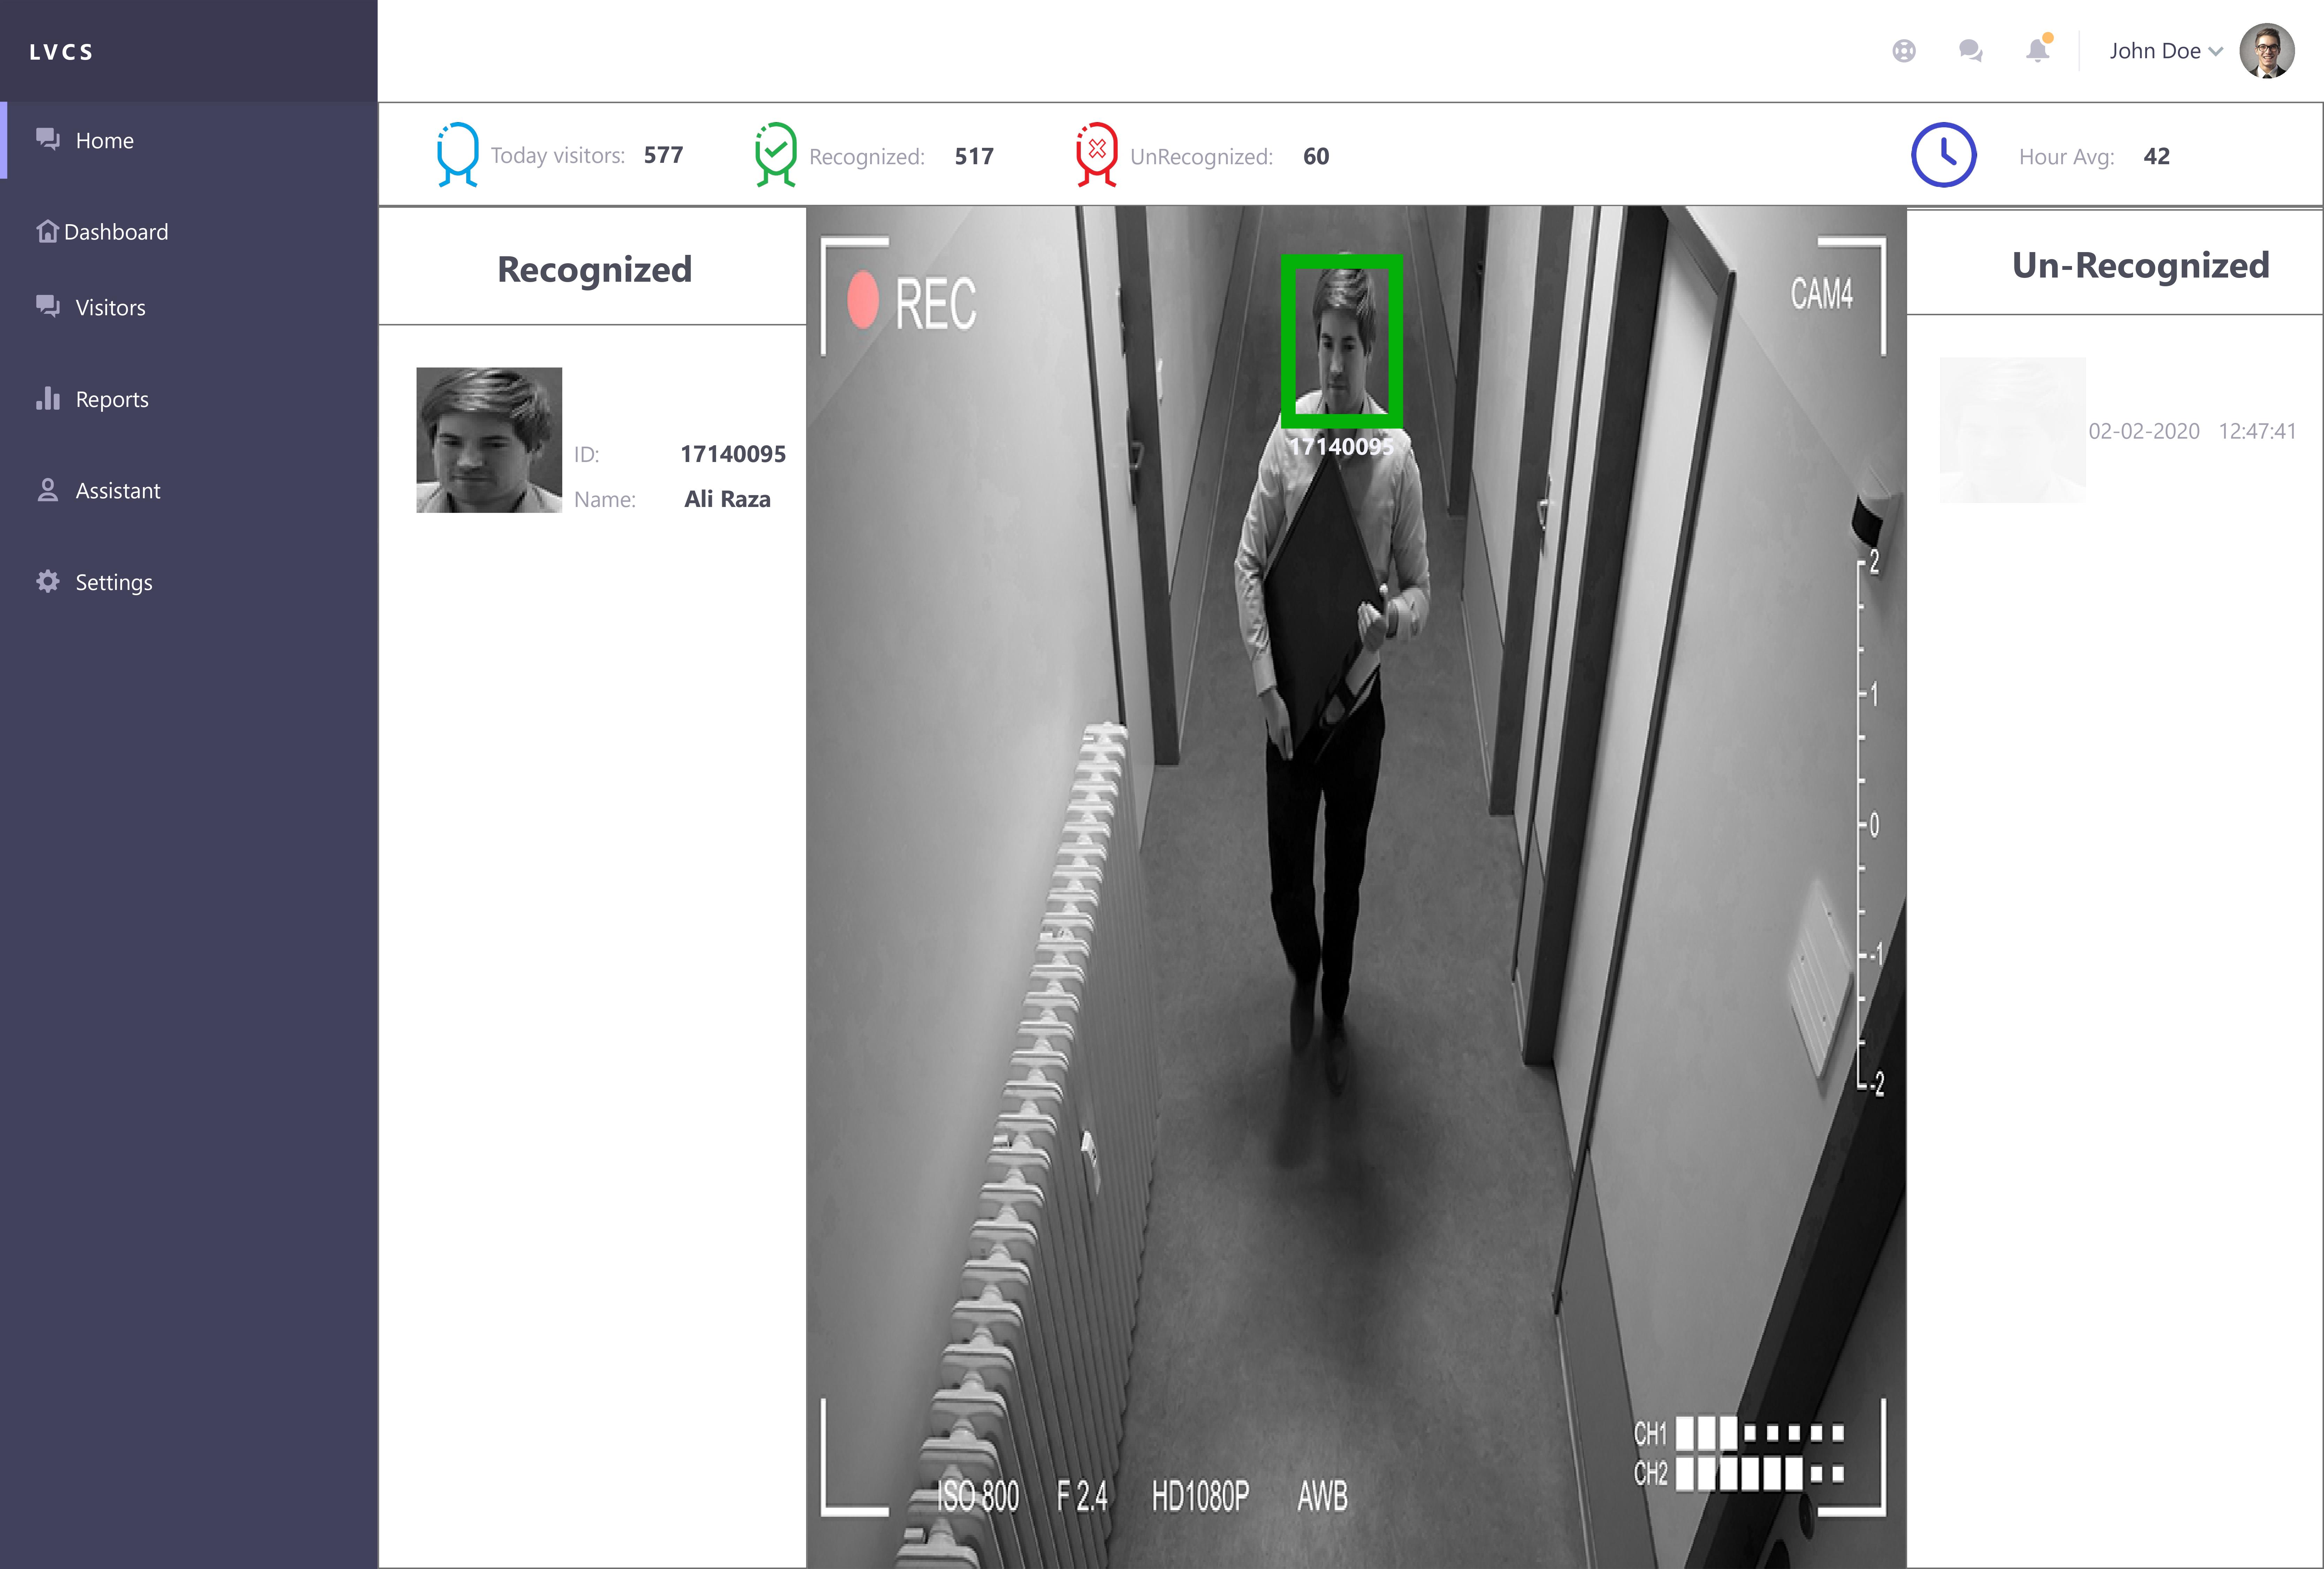 LVCS
John Doe
Home
Dashboard
Visitors
Reports
Assistant
Settings
Today visitors: 577
Recognized: 517
UnRecognized: 60
Hour Avg: 42
Recognized
ID: 17140095
Name: Ali Raza
REC
CAM4
17140095
2
1
0
-1
-2
CH1
CH2
ISO 800 F 2.4 HD1080P AWB
Un-Recognized
02-02-2020 12:47:41